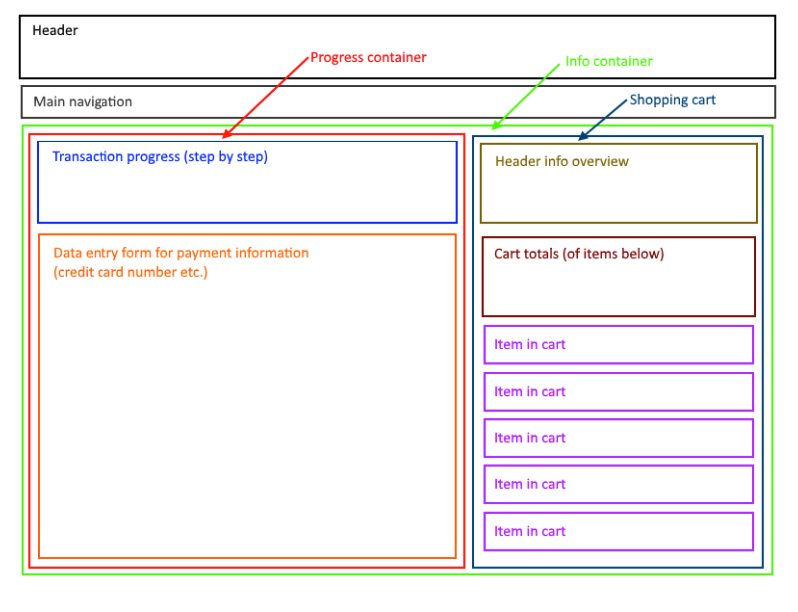 Header
Progress container
Info container
Main navigation
Shopping cart
Transaction progress (step by step)
Header info overview
Data entry form for payment information
(credit card number etc.)
Cart totals (of items below)
Item in cart
Item in cart
Item in cart
Item in cart
Item in cart